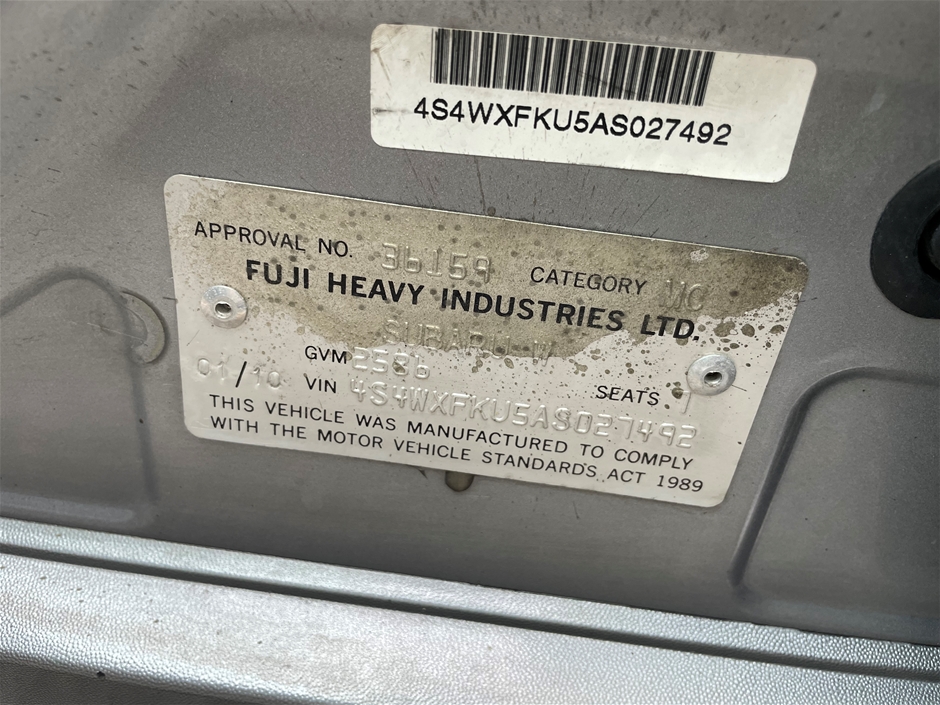 4S4WXFKU5AS027492
APPROVAL NO. 36159 CATEGORY MC
FUJI HEAVY INDUSTRIES LTD.
SUBARU W
GVM 2586
01/10 VIN 4S4WXFKU5AS027492 SEATS 7
THIS VEHICLE WAS MANUFACTURED TO COMPLY
WITH THE MOTOR VEHICLE STANDARDS ACT 1989